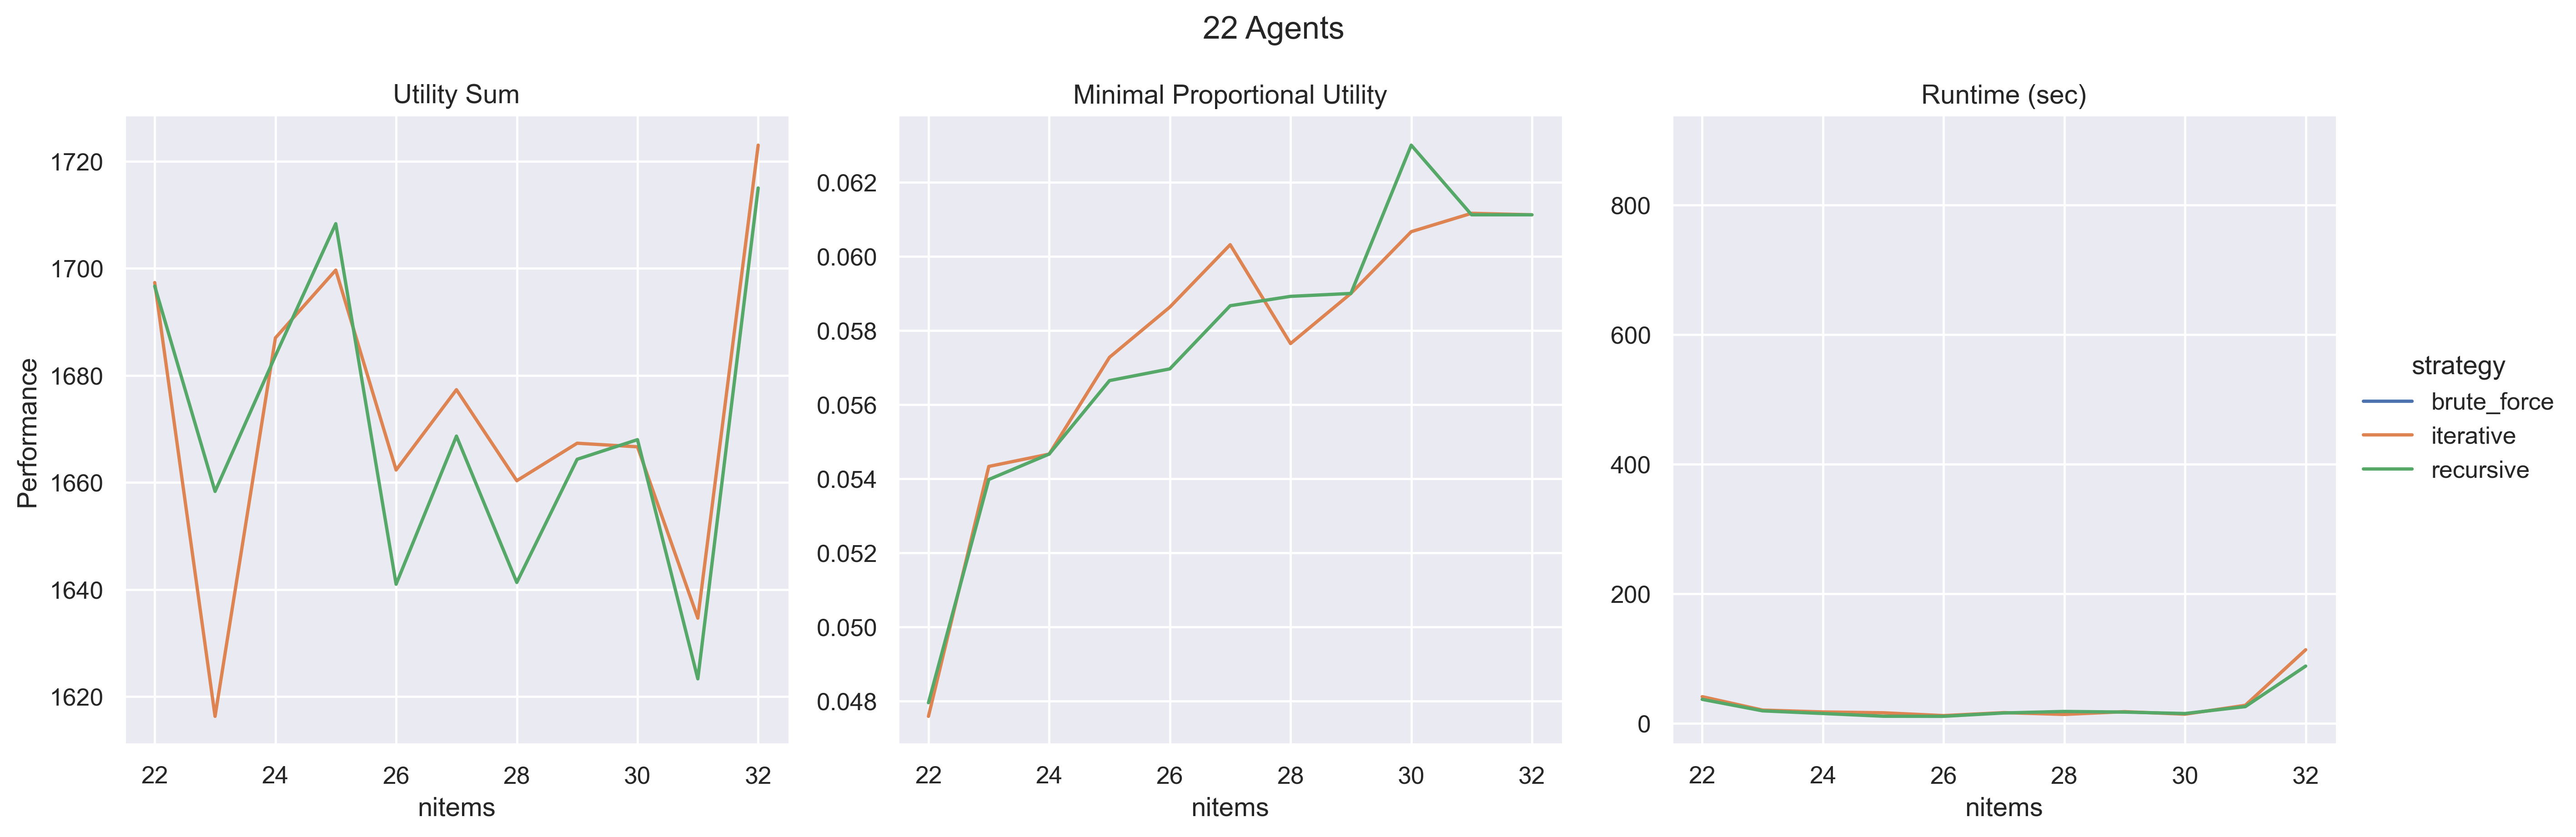 22 Agents
Utility Sum
Minimal Proportional Utility
Runtime (sec)
Performance
1720
1700
1680
1660
1640
1620
22 24 26 28 30 32
nitems
0.062
0.060
0.058
0.056
0.054
0.052
0.050
0.048
22 24 26 28 30 32
nitems
800
600
400
200
0
22 24 26 28 30 32
nitems
strategy
brute_force
iterative
recursive